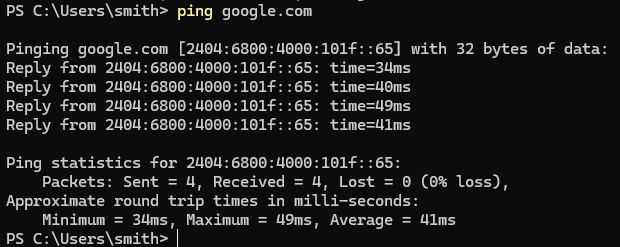 PS C:\Users\smith> ping google.com
Pinging google.com [2404:6800:4000:101f::65] with 32 bytes of data:
Reply from 2404:6800:4000:101f::65: time=34ms
Reply from 2404:6800:4000:101f::65: time=40ms
Reply from 2404:6800:4000:101f::65: time=49ms
Reply from 2404:6800:4000:101f::65: time=41ms
Ping statistics for 2404:6800:4000:101f::65:
    Packets: Sent = 4, Received = 4, Lost = 0 (0% loss),
Approximate round trip times in milli-seconds:
    Minimum = 34ms, Maximum = 49ms, Average = 41ms
PS C:\Users\smith>